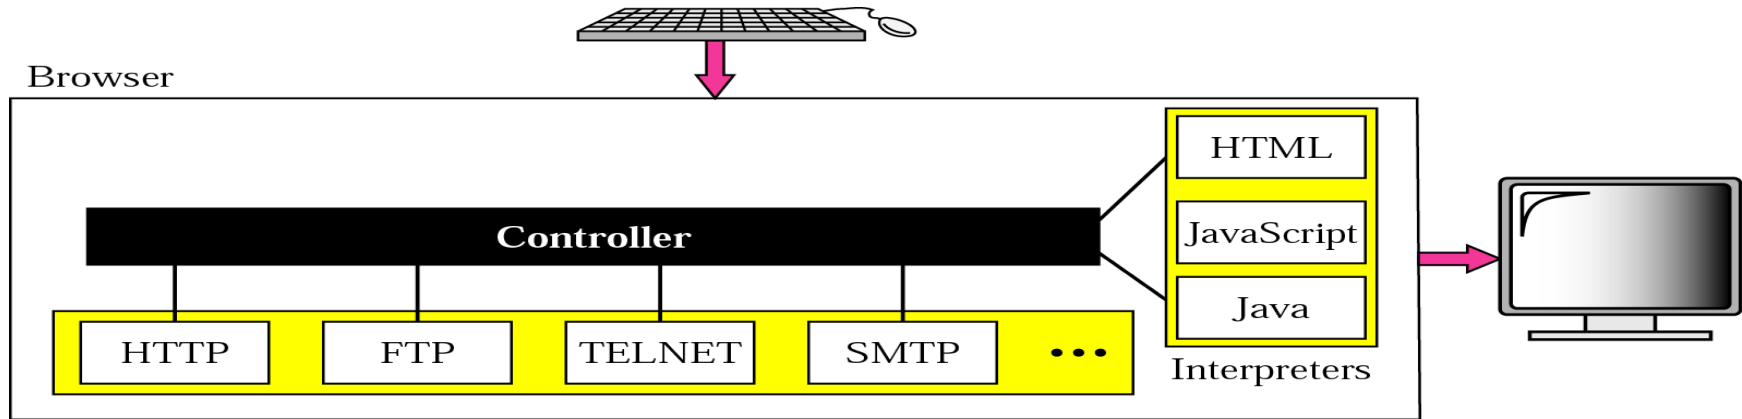 Browser
HTML
JavaScript
Controller
Java
HTTP
FTP
TELNET
SMTP
...
Interpreters